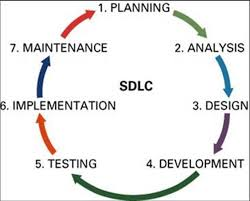 1. PLANNING
2. ANALYSIS
3. DESIGN
4. DEVELOPMENT
5. TESTING
6. IMPLEMENTATION
7. MAINTENANCE
SDLC